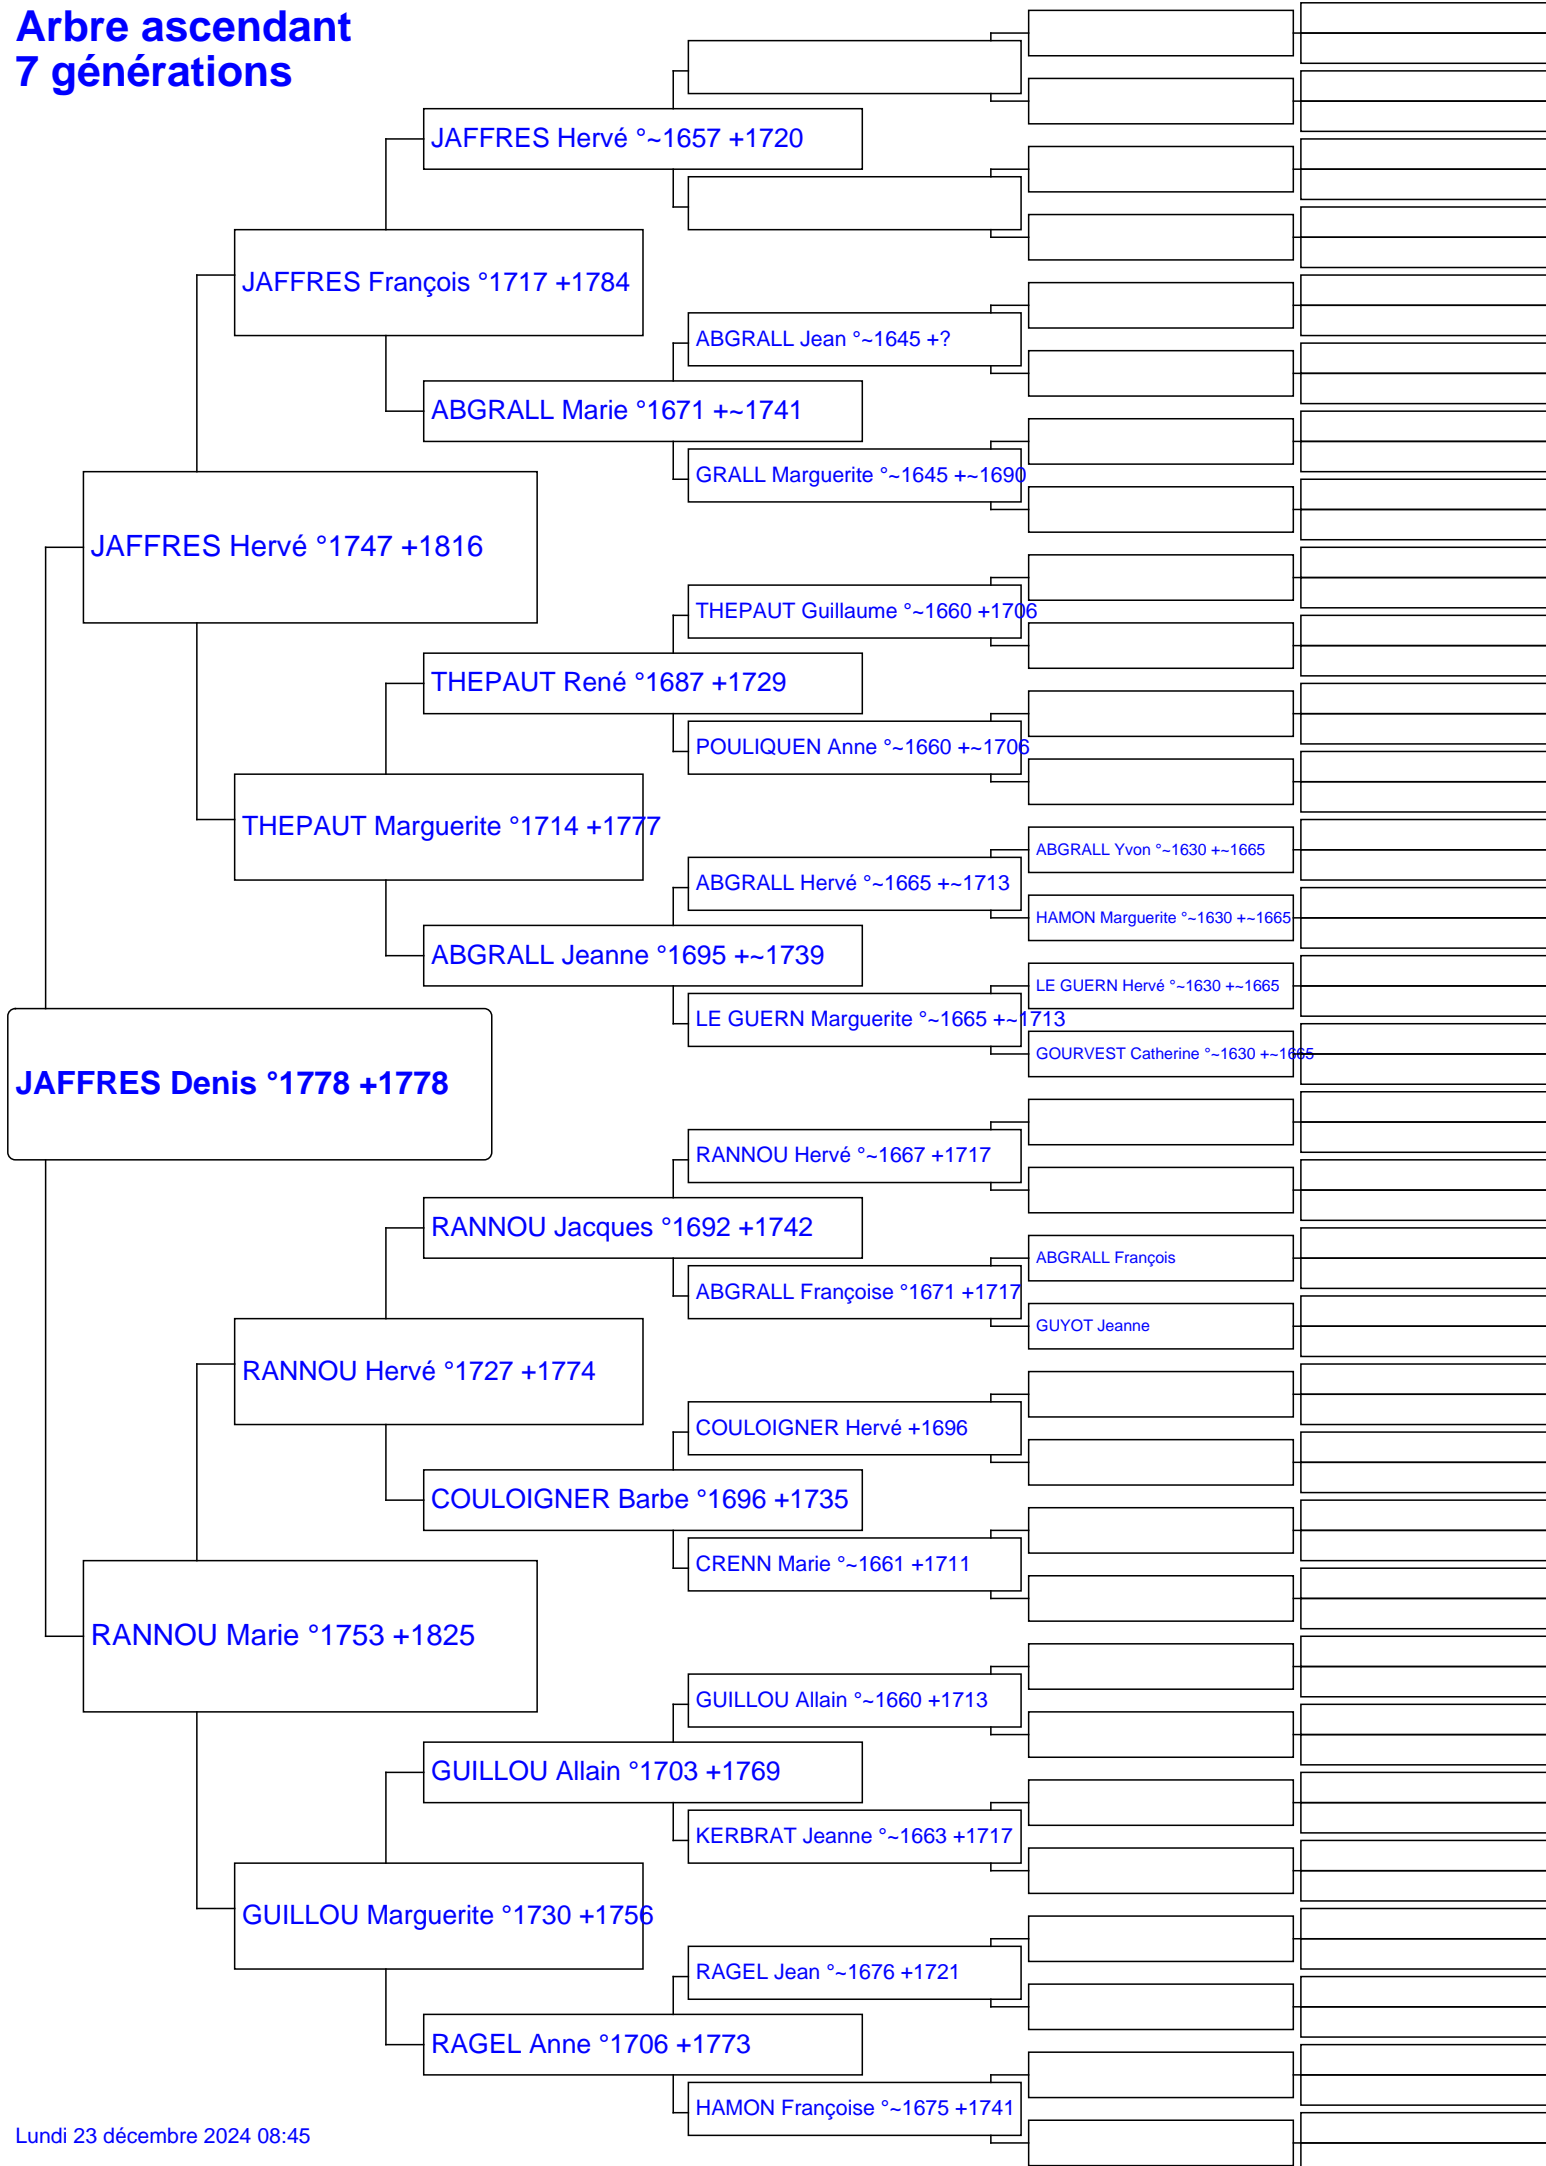 Arbre ascendant
7 générations
JAFFRES Hervé °~1657 +1720
JAFFRES François °1717 +1784
ABGRALL Jean °~1645 +?
ABGRALL Marie °1671 +~1741
GRALL Marguerite °~1645 +~1690
JAFFRES Hervé °1747 +1816
THEPAUT Guillaume °~1660 +1706
THEPAUT René °1687 +1729
POULIQUEN Anne °~1660 +~1706
THEPAUT Marguerite °1714 +1777
ABGRALL Yvon °~1630 +~1665
ABGRALL Hervé °~1665 +~1713
HAMON Marguerite °~1630 +~1665
ABGRALL Jeanne °1695 +~1739
LE GUERN Hervé °~1630 +~1665
LE GUERN Marguerite °~1665 +~1713
GOURVEST Catherine °~1630 +~1665
JAFFRES Denis °1778 +1778
RANNOU Hervé °~1667 +1717
RANNOU Jacques °1692 +1742
ABGRALL François
ABGRALL Françoise °1671 +1717
GUYOT Jeanne
RANNOU Hervé °1727 +1774
COULOIGNER Hervé +1696
COULOIGNER Barbe °1696 +1735
CRENN Marie °~1661 +1711
RANNOU Marie °1753 +1825
GUILLOU Allain °~1660 +1713
GUILLOU Allain °1703 +1769
KERBRAT Jeanne °~1663 +1717
GUILLOU Marguerite °1730 +1756
RAGEL Jean °~1676 +1721
RAGEL Anne °1706 +1773
HAMON Françoise °~1675 +1741
Lundi 23 décembre 2024 08:45